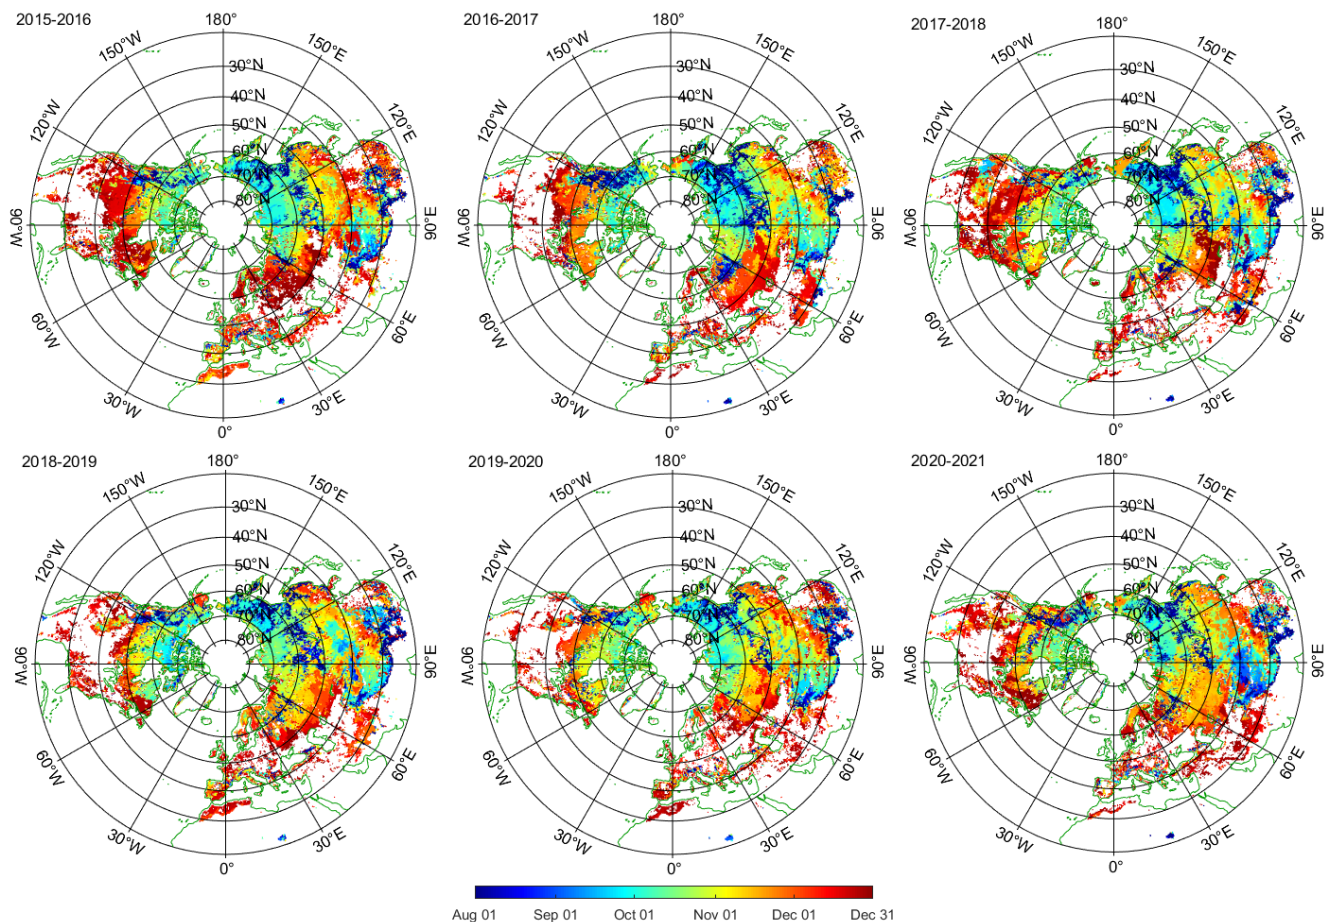 2015-2016
180°
150°W
150°E
120°W
120°E
30°N
40°N
50°N
60°N
70°N
80°N
90°W
90°E
60°W
60°E
30°W
30°E
0°
2016-2017
180°
150°W
150°E
120°W
120°E
30°N
40°N
50°N
60°N
70°N
80°N
90°W
90°E
60°W
60°E
30°W
30°E
0°
2017-2018
180°
150°W
150°E
120°W
120°E
30°N
40°N
50°N
60°N
70°N
80°N
90°W
90°E
60°W
60°E
30°W
30°E
0°
2018-2019
180°
150°W
150°E
120°W
120°E
30°N
40°N
50°N
60°N
70°N
80°N
90°W
90°E
60°W
60°E
30°W
30°E
0°
2019-2020
180°
150°W
150°E
120°W
120°E
30°N
40°N
50°N
60°N
70°N
80°N
90°W
90°E
60°W
60°E
30°W
30°E
0°
2020-2021
180°
150°W
150°E
120°W
120°E
30°N
40°N
50°N
60°N
70°N
80°N
90°W
90°E
60°W
60°E
30°W
30°E
0°
Aug 01 Sep 01 Oct 01 Nov 01 Dec 01 Dec 31